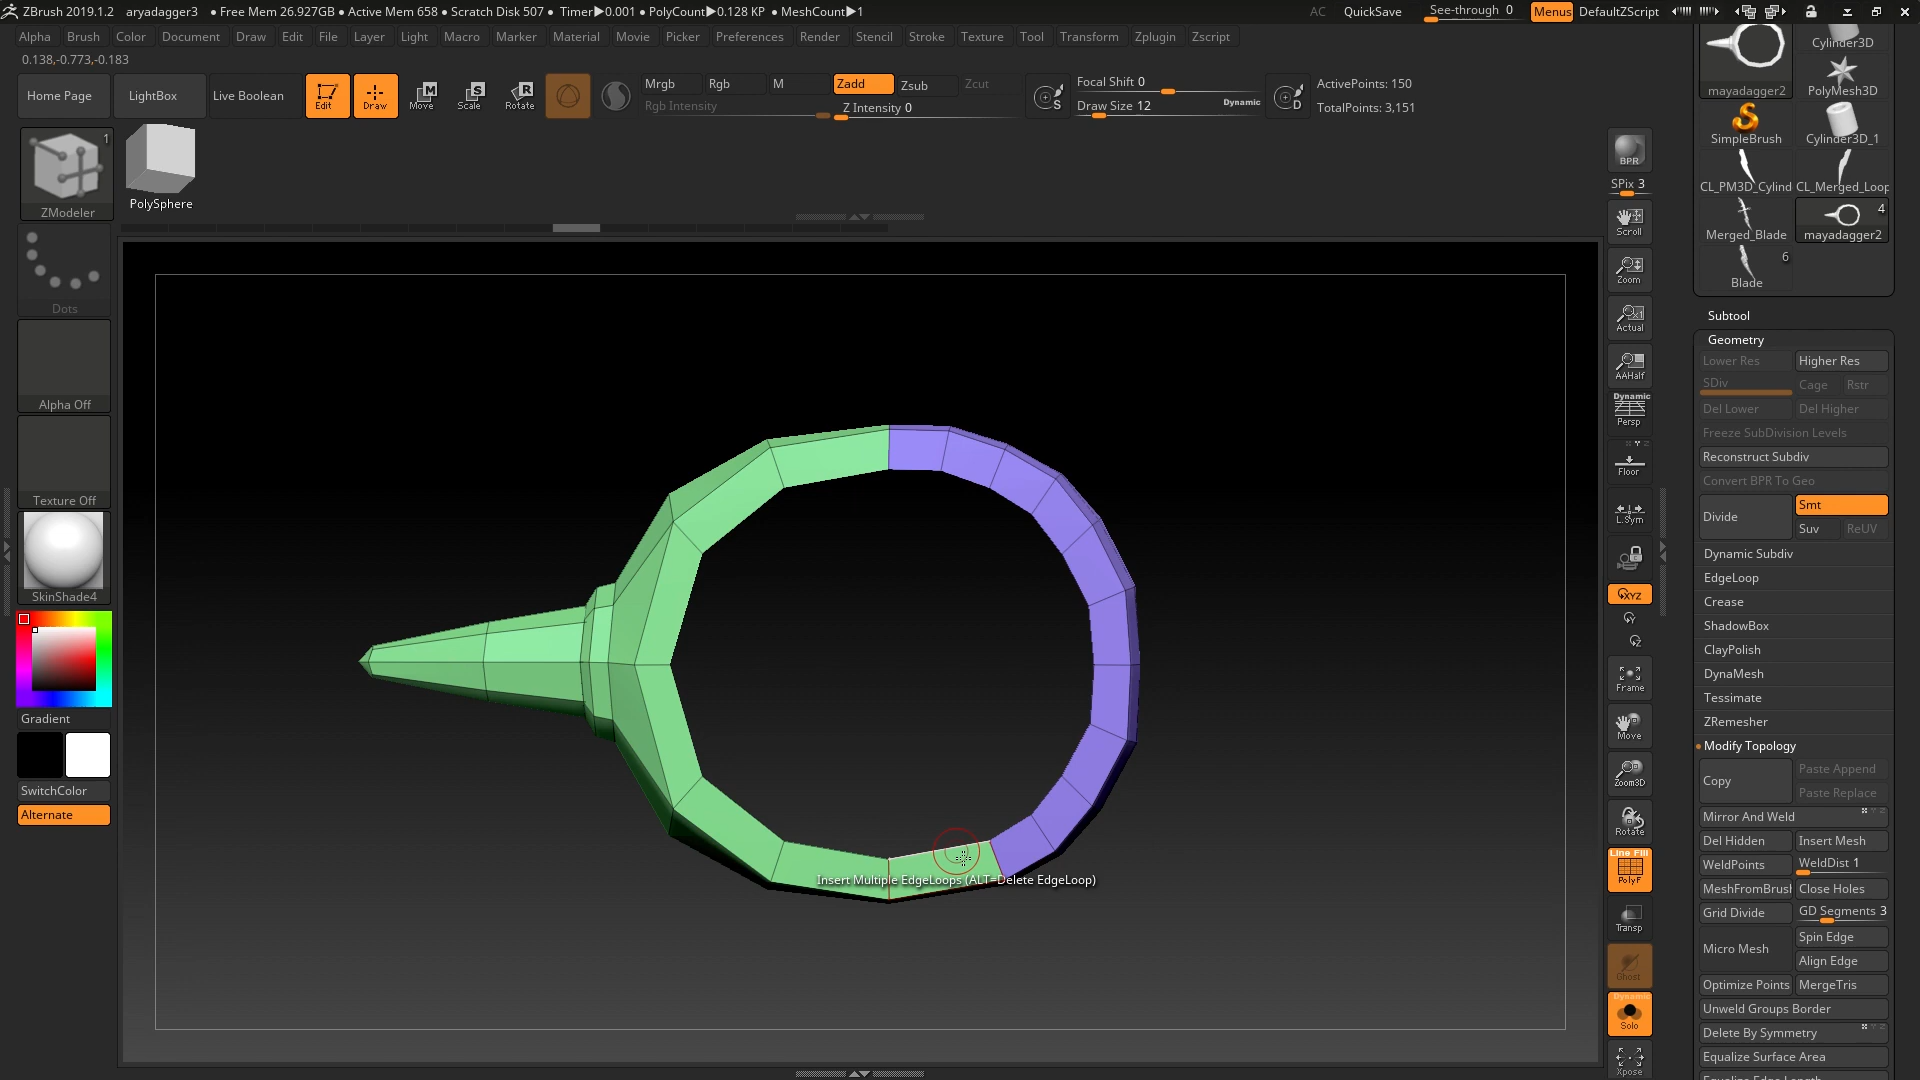 ZBrush 2019.1.2 aryadagger3 ● Free Mem 26.927GB ● Active Mem 658 ● Scratch Disk 507 ● Timer▶0.001 ● PolyCount▶0.128 KP ● MeshCount▶1 AC QuickSave See-through 0 Menus DefaultZScript
Alpha Brush Color Document Draw Edit File Layer Light Macro Marker Material Movie Picker Preferences Render Stencil Stroke Texture Tool Transform Zplugin Zscript
0.138,-0.773,-0.183
Home Page LightBox Live Boolean Edit Draw Move Scale Rotate
Mrgb Rgb M Zadd Zsub Zcut
Rgb Intensity Z Intensity 0
Focal Shift 0
Draw Size 12 Dynamic
ActivePoints: 150
TotalPoints: 3,151
1
ZModeler
PolySphere
Dots
Alpha Off
Texture Off
SkinShade4
Gradient
SwitchColor
Alternate
Insert Multiple EdgeLoops (ALT=Delete EdgeLoop)
BPR
SPix 3
Scroll
Zoom
Actual
AAHalf
Dynamic
Persp
Floor
L.Sym
XYZ
Y
Z
Frame
Move
Zoom3D
Rotate
Line Fill
PolyF
Transp
Ghost
Dynamic
Solo
Xpose
Cylinder3D
mayadagger2 PolyMesh3D
SimpleBrush Cylinder3D_1
CL_PM3D_Cylind CL_Merged_Loop
4
Merged_Blade mayadagger2
6
Blade
Subtool
Geometry
Lower Res Higher Res
SDiv Cage Rstr
Del Lower Del Higher
Freeze SubDivision Levels
Reconstruct Subdiv
Convert BPR To Geo
Divide Smt
Suv ReUV
Dynamic Subdiv
EdgeLoop
Crease
ShadowBox
ClayPolish
DynaMesh
Tessimate
ZRemesher
Modify Topology
Copy Paste Append
Paste Replace
Mirror And Weld
Del Hidden Insert Mesh
WeldPoints WeldDist 1
MeshFromBrush Close Holes
Grid Divide GD Segments 3
Micro Mesh Spin Edge
Align Edge
Optimize Points MergeTris
Unweld Groups Border
Delete By Symmetry
Equalize Surface Area